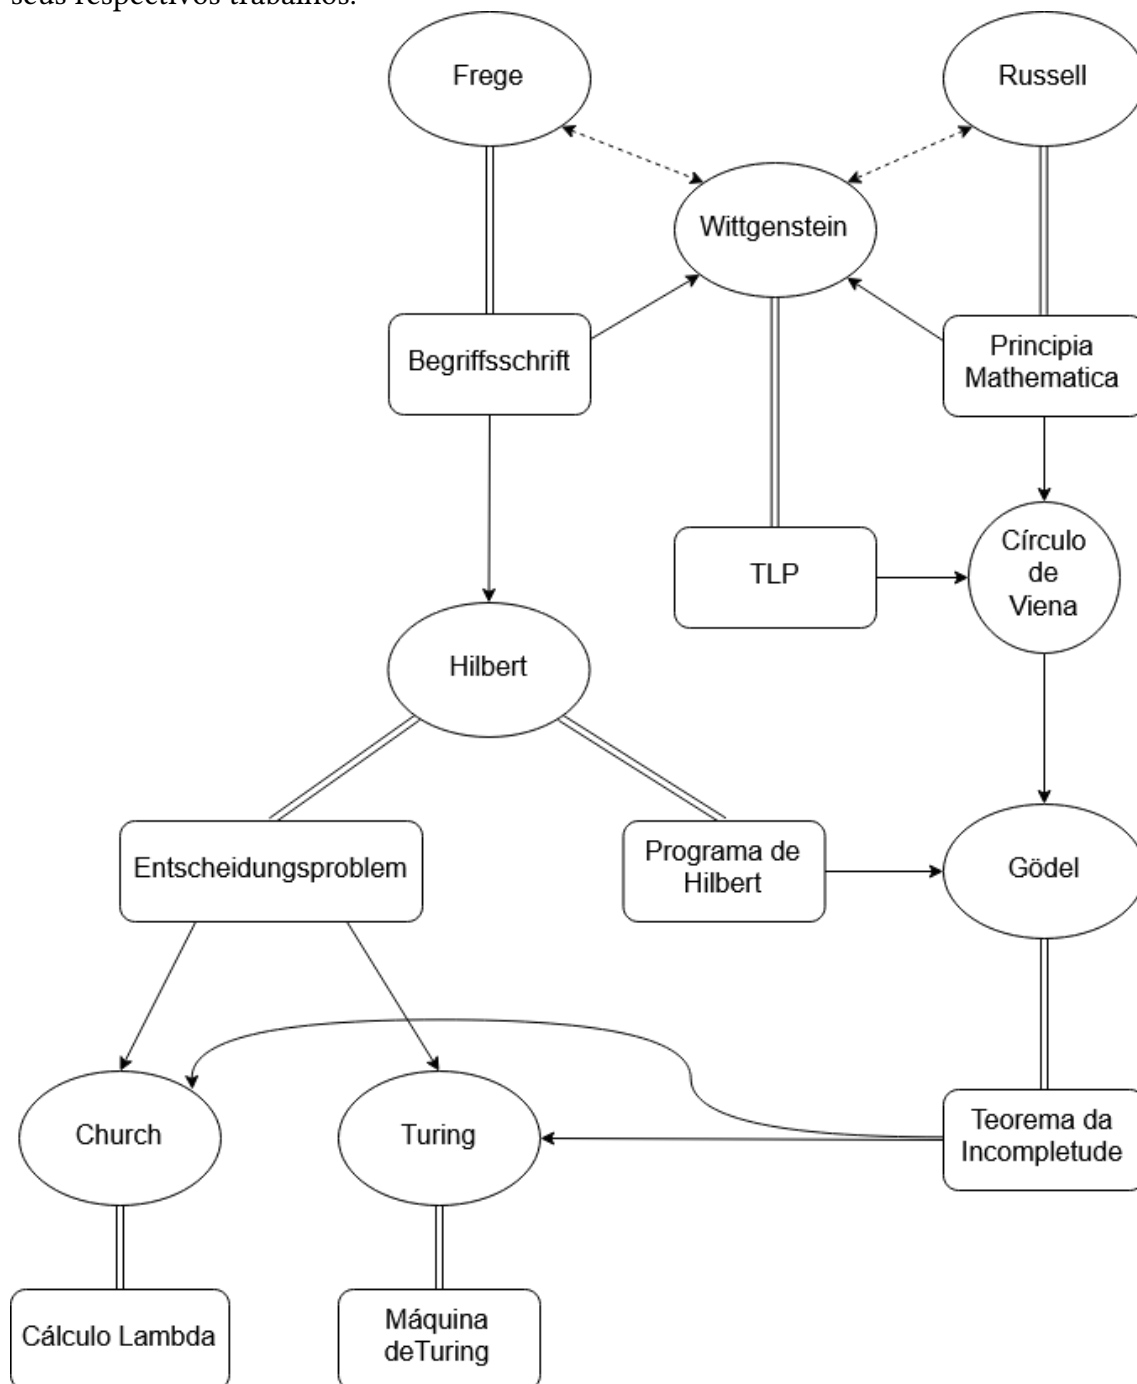 seus respectivos trabalhos.
Frege
Russell
Wittgenstein
Begriffsschrift
Principia
Mathematica
TLP
Círculo
de
Viena
Hilbert
Entscheidungsproblem
Programa de
Hilbert
Gödel
Church
Turing
Teorema da
Incompletude
Cálculo Lambda
Máquina
deTuring